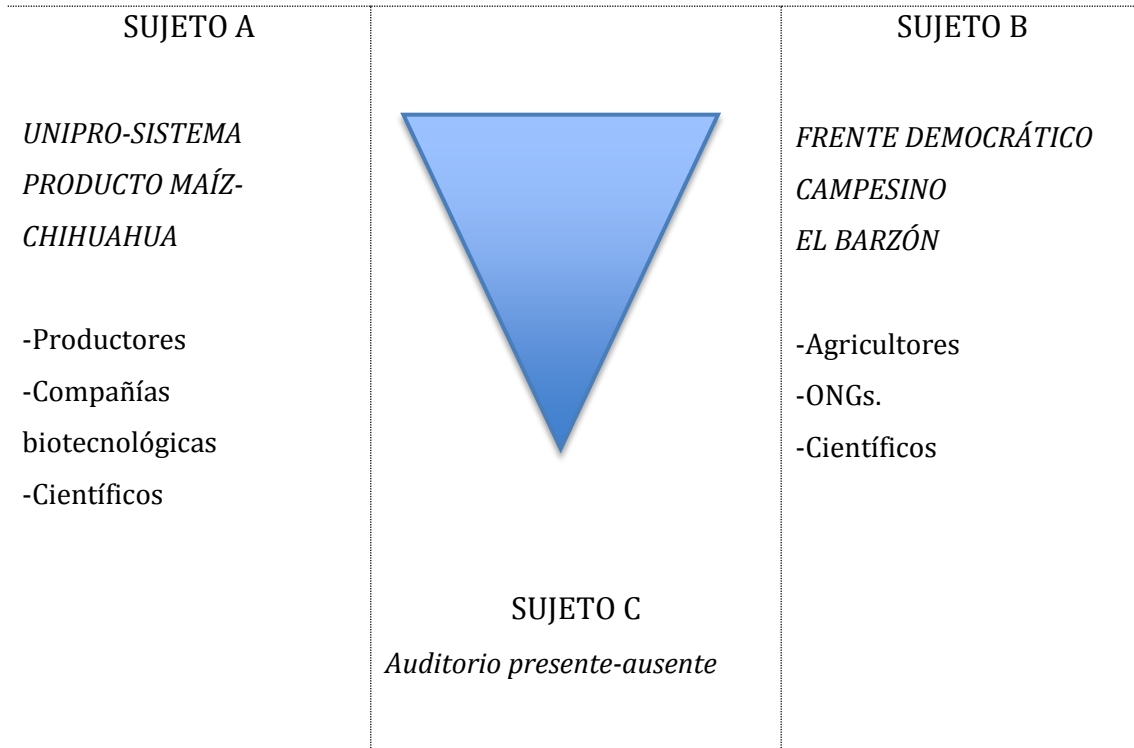 SUJETO A
UNIPRO-SISTEMA
PRODUCTO MAÍZ-
CHIHUAHUA
-Productores
-Compañías
biotecnológicas
-Científicos
SUJETO C
Auditorio presente-ausente
SUJETO B
FRENTE DEMOCRÁTICO
CAMPESINO
EL BARZÓN
-Agricultores
-ONGs.
-Científicos